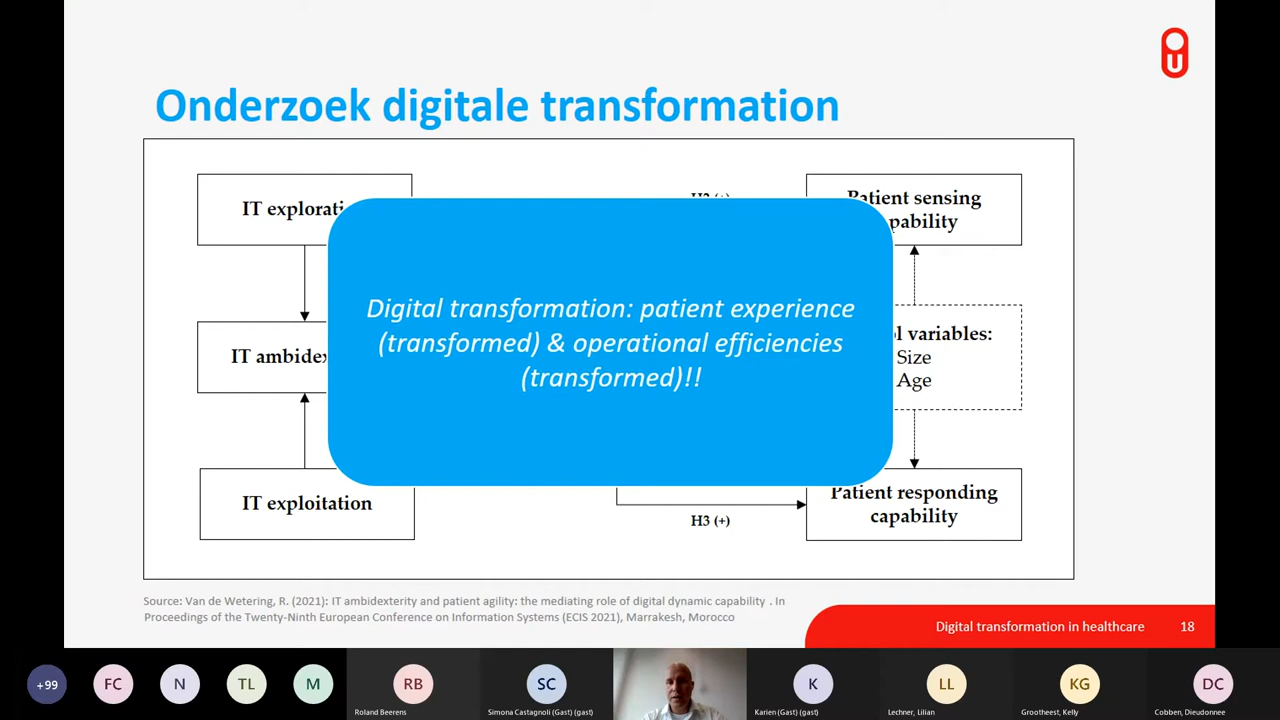 Onderzoek digitale transformation
IT explorati
Patient sensing
pability
Digital transformation: patient experience
(transformed) & operational efficiencies
(transformed)!!
IT ambide
l variables:
Size
Age
IT exploitation
Patient responding
capability
H3 (+)
Source: Van de Wetering, R. (2021): IT ambidexterity and patient agility: the mediating role of digital dynamic capability . In
Proceedings of the Twenty-Ninth European Conference on Information Systems (ECIS 2021), Marrakesh, Morocco
Digital transformation in healthcare 18
+99 FC N TL M RB SC K LL KG DC
Roland Beerens Simona Castagnoli (Gast) (gast) Karien (Gast) (gast) Lechner, Lilian Grootheest, Kelly Cobben, Dieudonnee